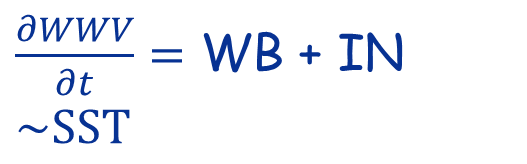 ∂WWV/∂t = WB + IN
~SST